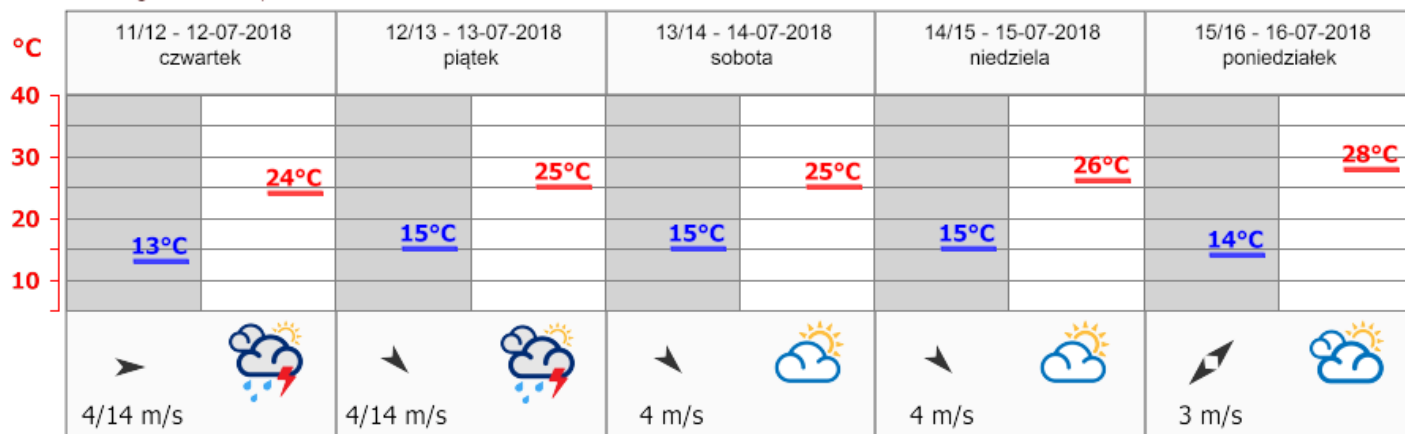 °C
11/12 - 12-07-2018
czwartek
12/13 - 13-07-2018
piątek
13/14 - 14-07-2018
sobota
14/15 - 15-07-2018
niedziela
15/16 - 16-07-2018
poniedziałek
40
30
20
10
13°C
24°C
15°C
25°C
15°C
25°C
15°C
26°C
14°C
28°C
4/14 m/s
4/14 m/s
4 m/s
4 m/s
3 m/s